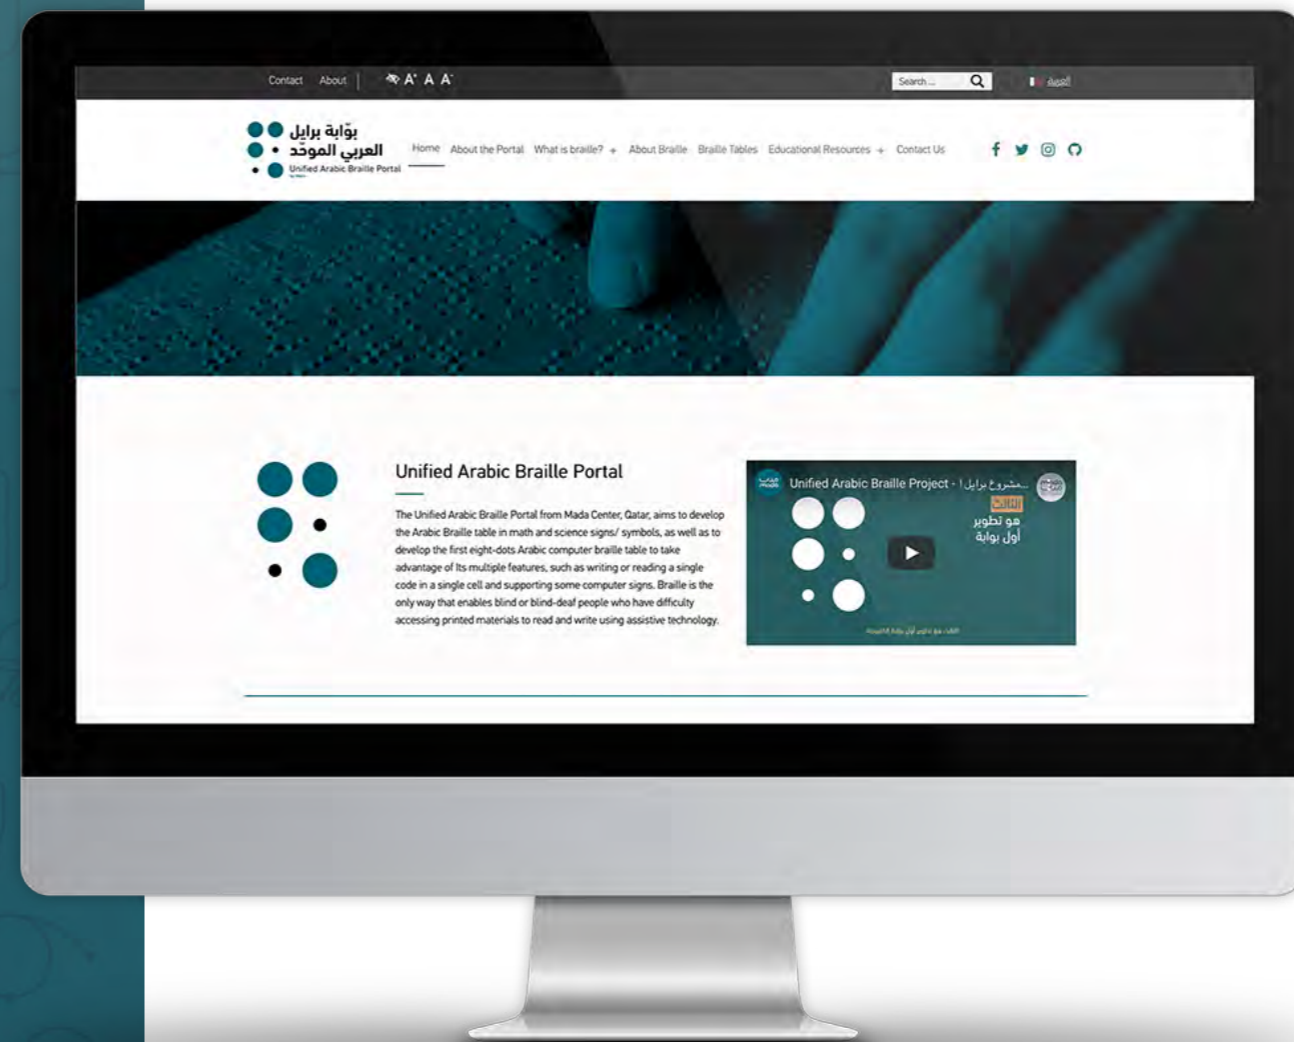 Contact About
A+ A A-
Search ...
العربية
بوّابة برايل
العربي الموحّد
Unified Arabic Braille Portal
Home About the Portal What is braille? + About Braille Braille Tables Educational Resources + Contact Us
Unified Arabic Braille Portal
The Unified Arabic Braille Portal from Mada Center, Qatar, aims to develop
the Arabic Braille table in math and science signs/ symbols, as well as to
develop the first eight-dots Arabic computer braille table to take
advantage of Its multiple features, such as writing or reading a single
code in a single cell and supporting some computer signs. Braille is the
only way that enables blind or blind-deaf people who have difficulty
accessing printed materials to read and write using assistive technology.
مدى
mada
Unified Arabic Braille Project - مشروع برايل ا...
الثالث
هو تطوير
أول بوابة